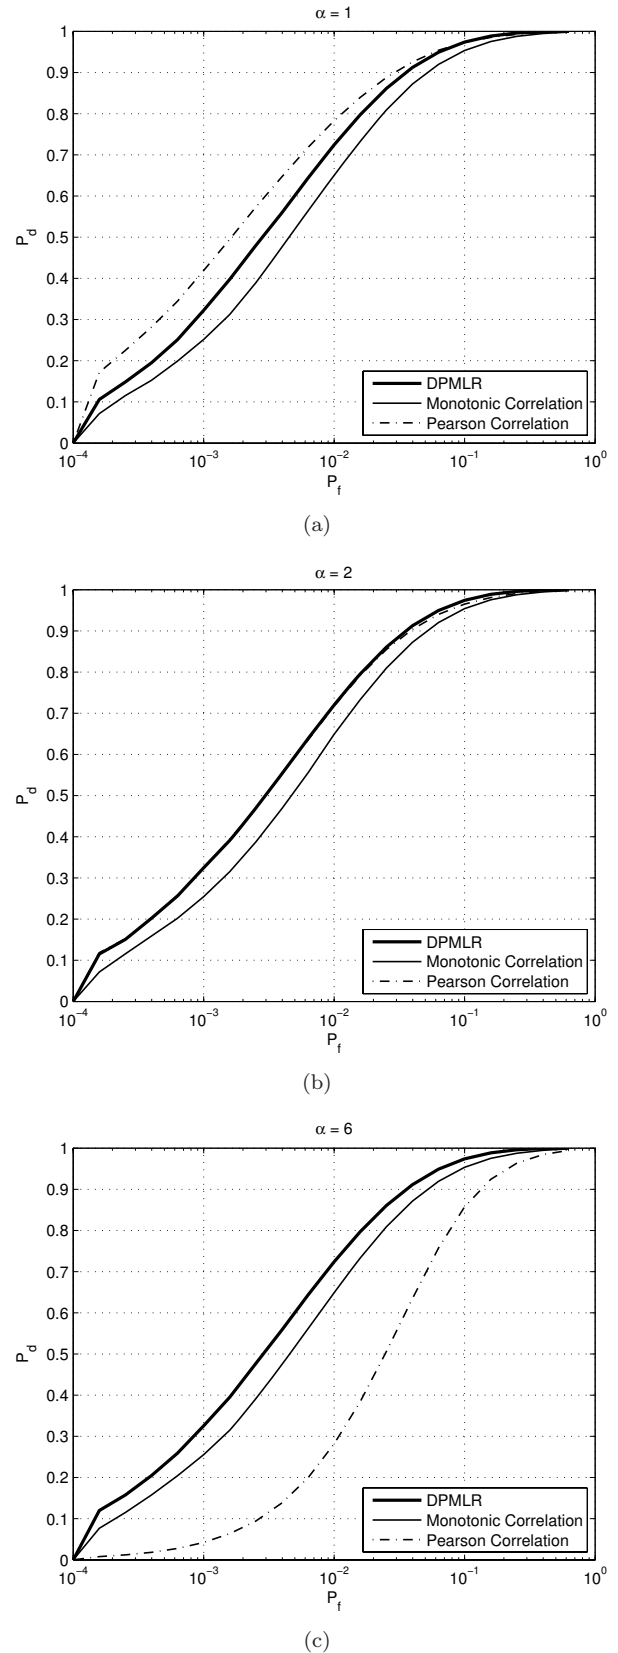 α = 1
1
0.9
0.8
0.7
0.6
0.5
0.4
0.3
0.2
0.1
0
P_d
DPMLR
Monotonic Correlation
Pearson Correlation
10^-4 10^-3 10^-2 10^-1 10^0
P_f
(a)
α = 2
1
0.9
0.8
0.7
0.6
0.5
0.4
0.3
0.2
0.1
0
P_d
DPMLR
Monotonic Correlation
Pearson Correlation
10^-4 10^-3 10^-2 10^-1 10^0
P_f
(b)
α = 6
1
0.9
0.8
0.7
0.6
0.5
0.4
0.3
0.2
0.1
0
P_d
DPMLR
Monotonic Correlation
Pearson Correlation
10^-4 10^-3 10^-2 10^-1 10^0
P_f
(c)